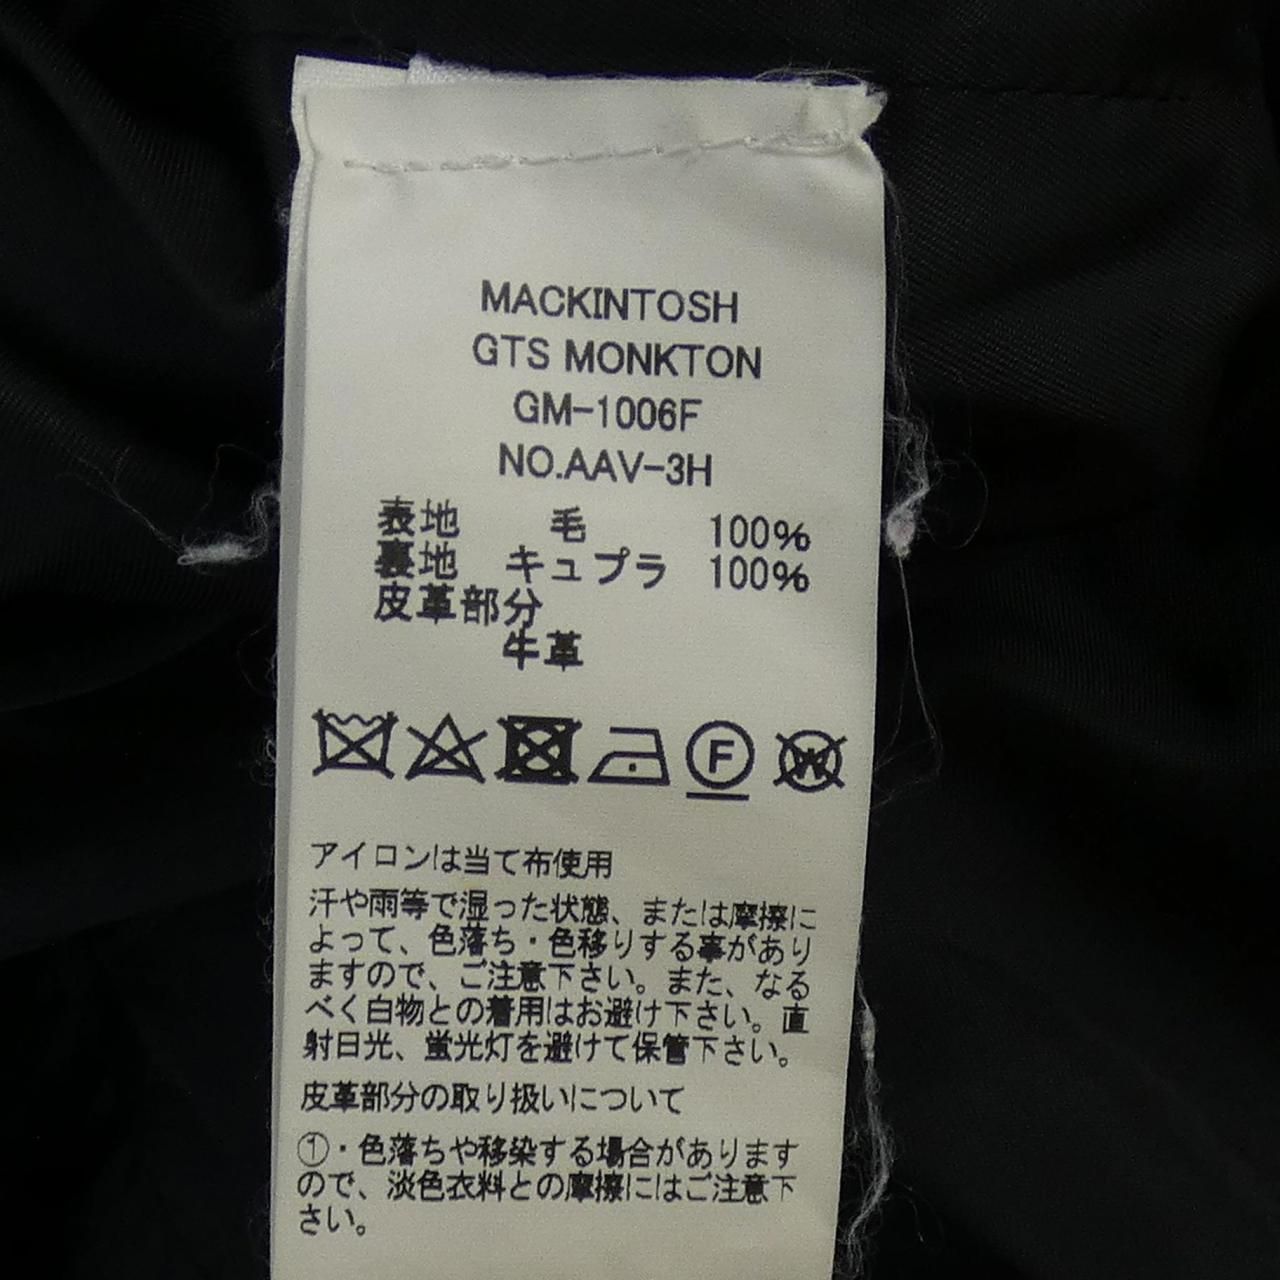 MACKINTOSH
GTS MONKTON
GM-1006F
NO.AAV-3H
表地 毛 100%
裏地 キュプラ 100%
皮革部分
牛革
F W
アイロンは当て布使用
汗や雨等で湿った状態、または摩擦に
よって、色落ち・色移りする事があり
ますので、ご注意下さい。また、なる
べく白物との着用はお避け下さい。直
射日光、蛍光灯を避けて保管下さい。
皮革部分の取り扱いについて
①・色落ちや移染する場合があります
ので、淡色衣料との摩擦にはご注意下
さい。